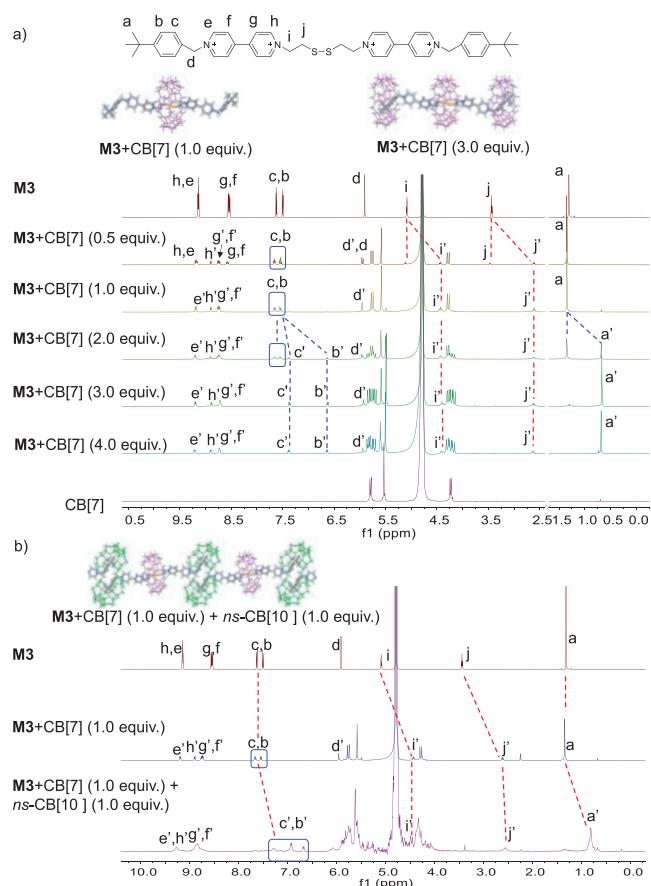 a)
a b c e f g h j
N+ N+ S–S N+ N+
i
d
M3+CB[7] (1.0 equiv.) M3+CB[7] (3.0 equiv.)
M3 h,e g,f c,b d i j a
M3+CB[7] (0.5 equiv.) h,e h' g',f' g,f c,b d',d i' j j' a
M3+CB[7] (1.0 equiv.) e'h'g',f' c,b d' i' j' a
M3+CB[7] (2.0 equiv.) e' h' g',f' c' b' d' i' j' a'
M3+CB[7] (3.0 equiv.) e' h' g',f' c' b' d' i' j' a'
M3+CB[7] (4.0 equiv.) e' h' g',f' c' b' d' i' j' a'
CB[7]
10.5 9.5 8.5 7.5 6.5 5.5 4.5 3.5 2.5 1.5 1.0 0.5 0.0
f1 (ppm)
b)
M3+CB[7] (1.0 equiv.) + ns-CB[10 ] (1.0 equiv.)
M3 h,e g,f c,b d i j a
M3+CB[7] (1.0 equiv.) e'h'g',f' c,b d' i' j' a
M3+CB[7] (1.0 equiv.) +
ns-CB[10] (1.0 equiv.) e',h'g',f' c',b' i' j' a'
10.0 9.0 8.0 7.0 6.0 5.0 4.0 3.0 2.0 1.0 0.0
f1 (ppm)